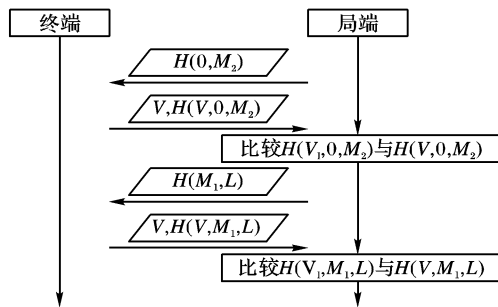 终端
局端
H(0,M₂)
V,H(V,0,M₂)
比较H(V₁,0,M₂)与H(V,0,M₂)
H(M₁,L)
V,H(V,M₁,L)
比较H(V₁,M₁,L)与H(V,M₁,L)